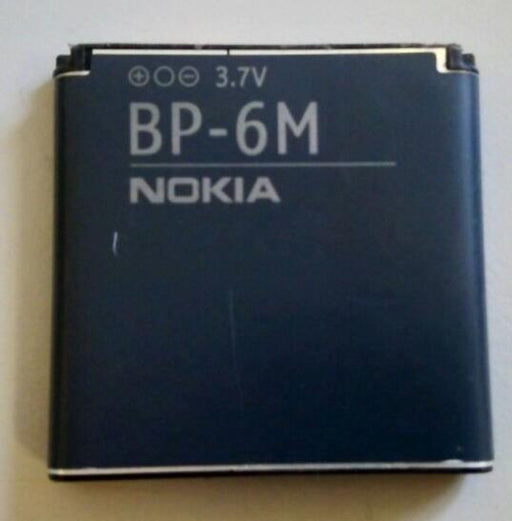 ⊕○⊖ 3.7V
BP-6M
NOKIA